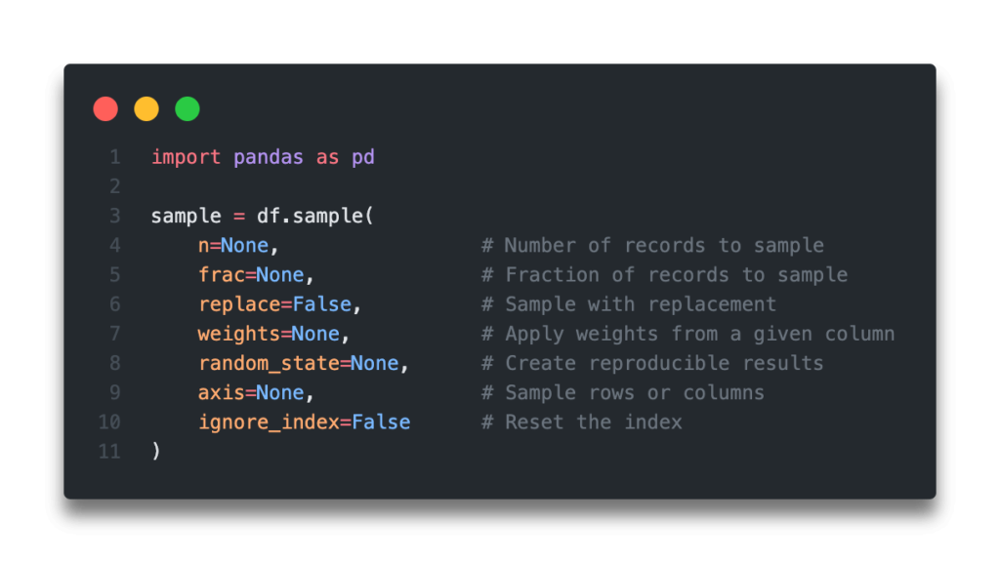 1 import pandas as pd
2
3 sample = df.sample(
4     n=None,                 # Number of records to sample
5     frac=None,              # Fraction of records to sample
6     replace=False,          # Sample with replacement
7     weights=None,           # Apply weights from a given column
8     random_state=None,      # Create reproducible results
9     axis=None,              # Sample rows or columns
10     ignore_index=False      # Reset the index
11 )